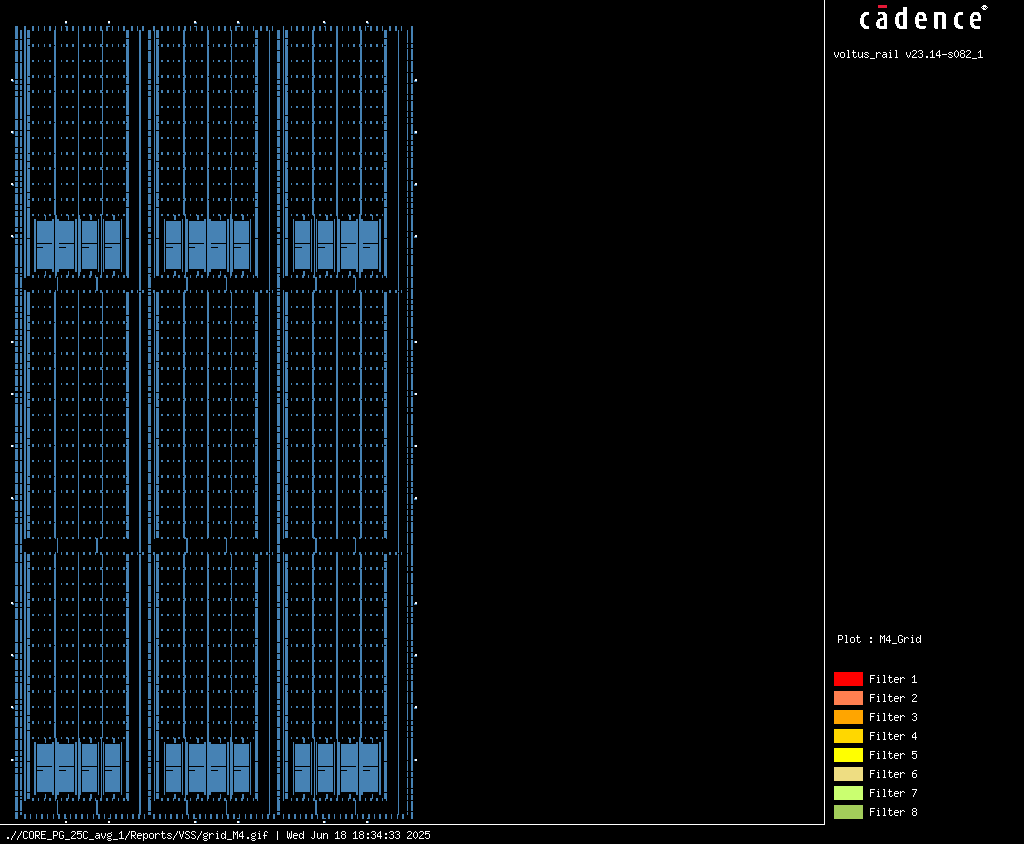 cādence®
voltus_rail v23.14-s082_1
Plot : M4_Grid
Filter 1
Filter 2
Filter 3
Filter 4
Filter 5
Filter 6
Filter 7
Filter 8
.//CORE_PG_25C_avg_1/Reports/VSS/grid_M4.gif | Wed Jun 18 18:34:33 2025